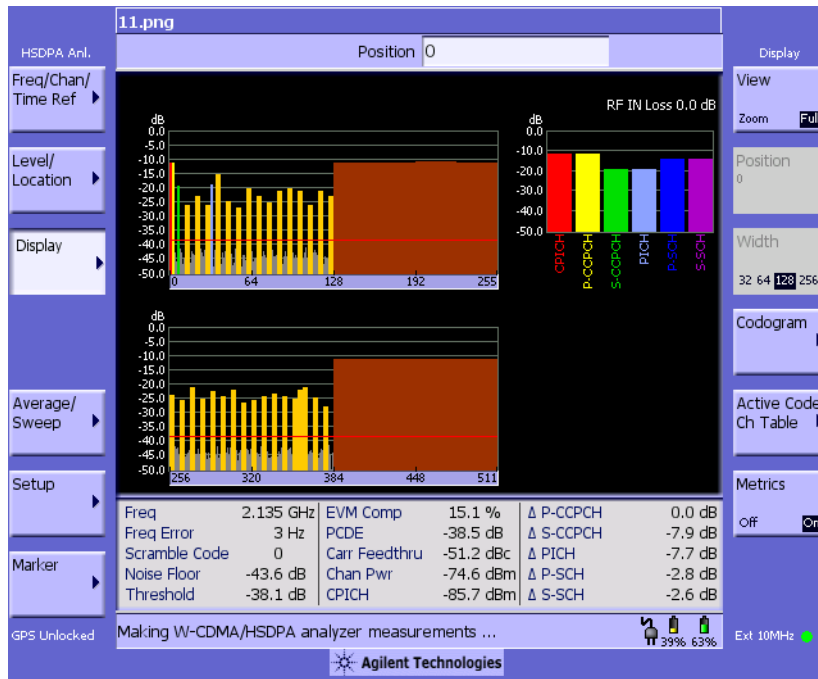 11.png
HSDPA Anl.
Position 0
Display
Freq/Chan/
Time Ref
Level/
Location
Display
Average/
Sweep
Setup
Marker
GPS Unlocked
RF IN Loss 0.0 dB
dB
0.0
-5.0
-10.0
-15.0
-20.0
-25.0
-30.0
-35.0
-40.0
-45.0
-50.0
0 64 128 192 255
dB
0.0
-10.0
-20.0
-30.0
-40.0
-50.0
CPICH
P-CCPCH
S-CCPCH
PICH
P-SCH
S-SCH
dB
0.0
-5.0
-10.0
-15.0
-20.0
-25.0
-30.0
-35.0
-40.0
-45.0
-50.0
256 320 384 448 511
Freq 2.135 GHz EVM Comp 15.1 % Δ P-CCPCH 0.0 dB
Freq Error 3 Hz PCDE -38.5 dB Δ S-CCPCH -7.9 dB
Scramble Code 0 Carr Feedthru -51.2 dBc Δ PICH -7.7 dB
Noise Floor -43.6 dB Chan Pwr -74.6 dBm Δ P-SCH -2.8 dB
Threshold -38.1 dB CPICH -85.7 dBm Δ S-SCH -2.6 dB
Making W-CDMA/HSDPA analyzer measurements ...
39% 63%
Agilent Technologies
View
Zoom Ful
Position
0
Width
32 64 128 256
Codogram
Active Code
Ch Table
Metrics
Off On
Ext 10MHz